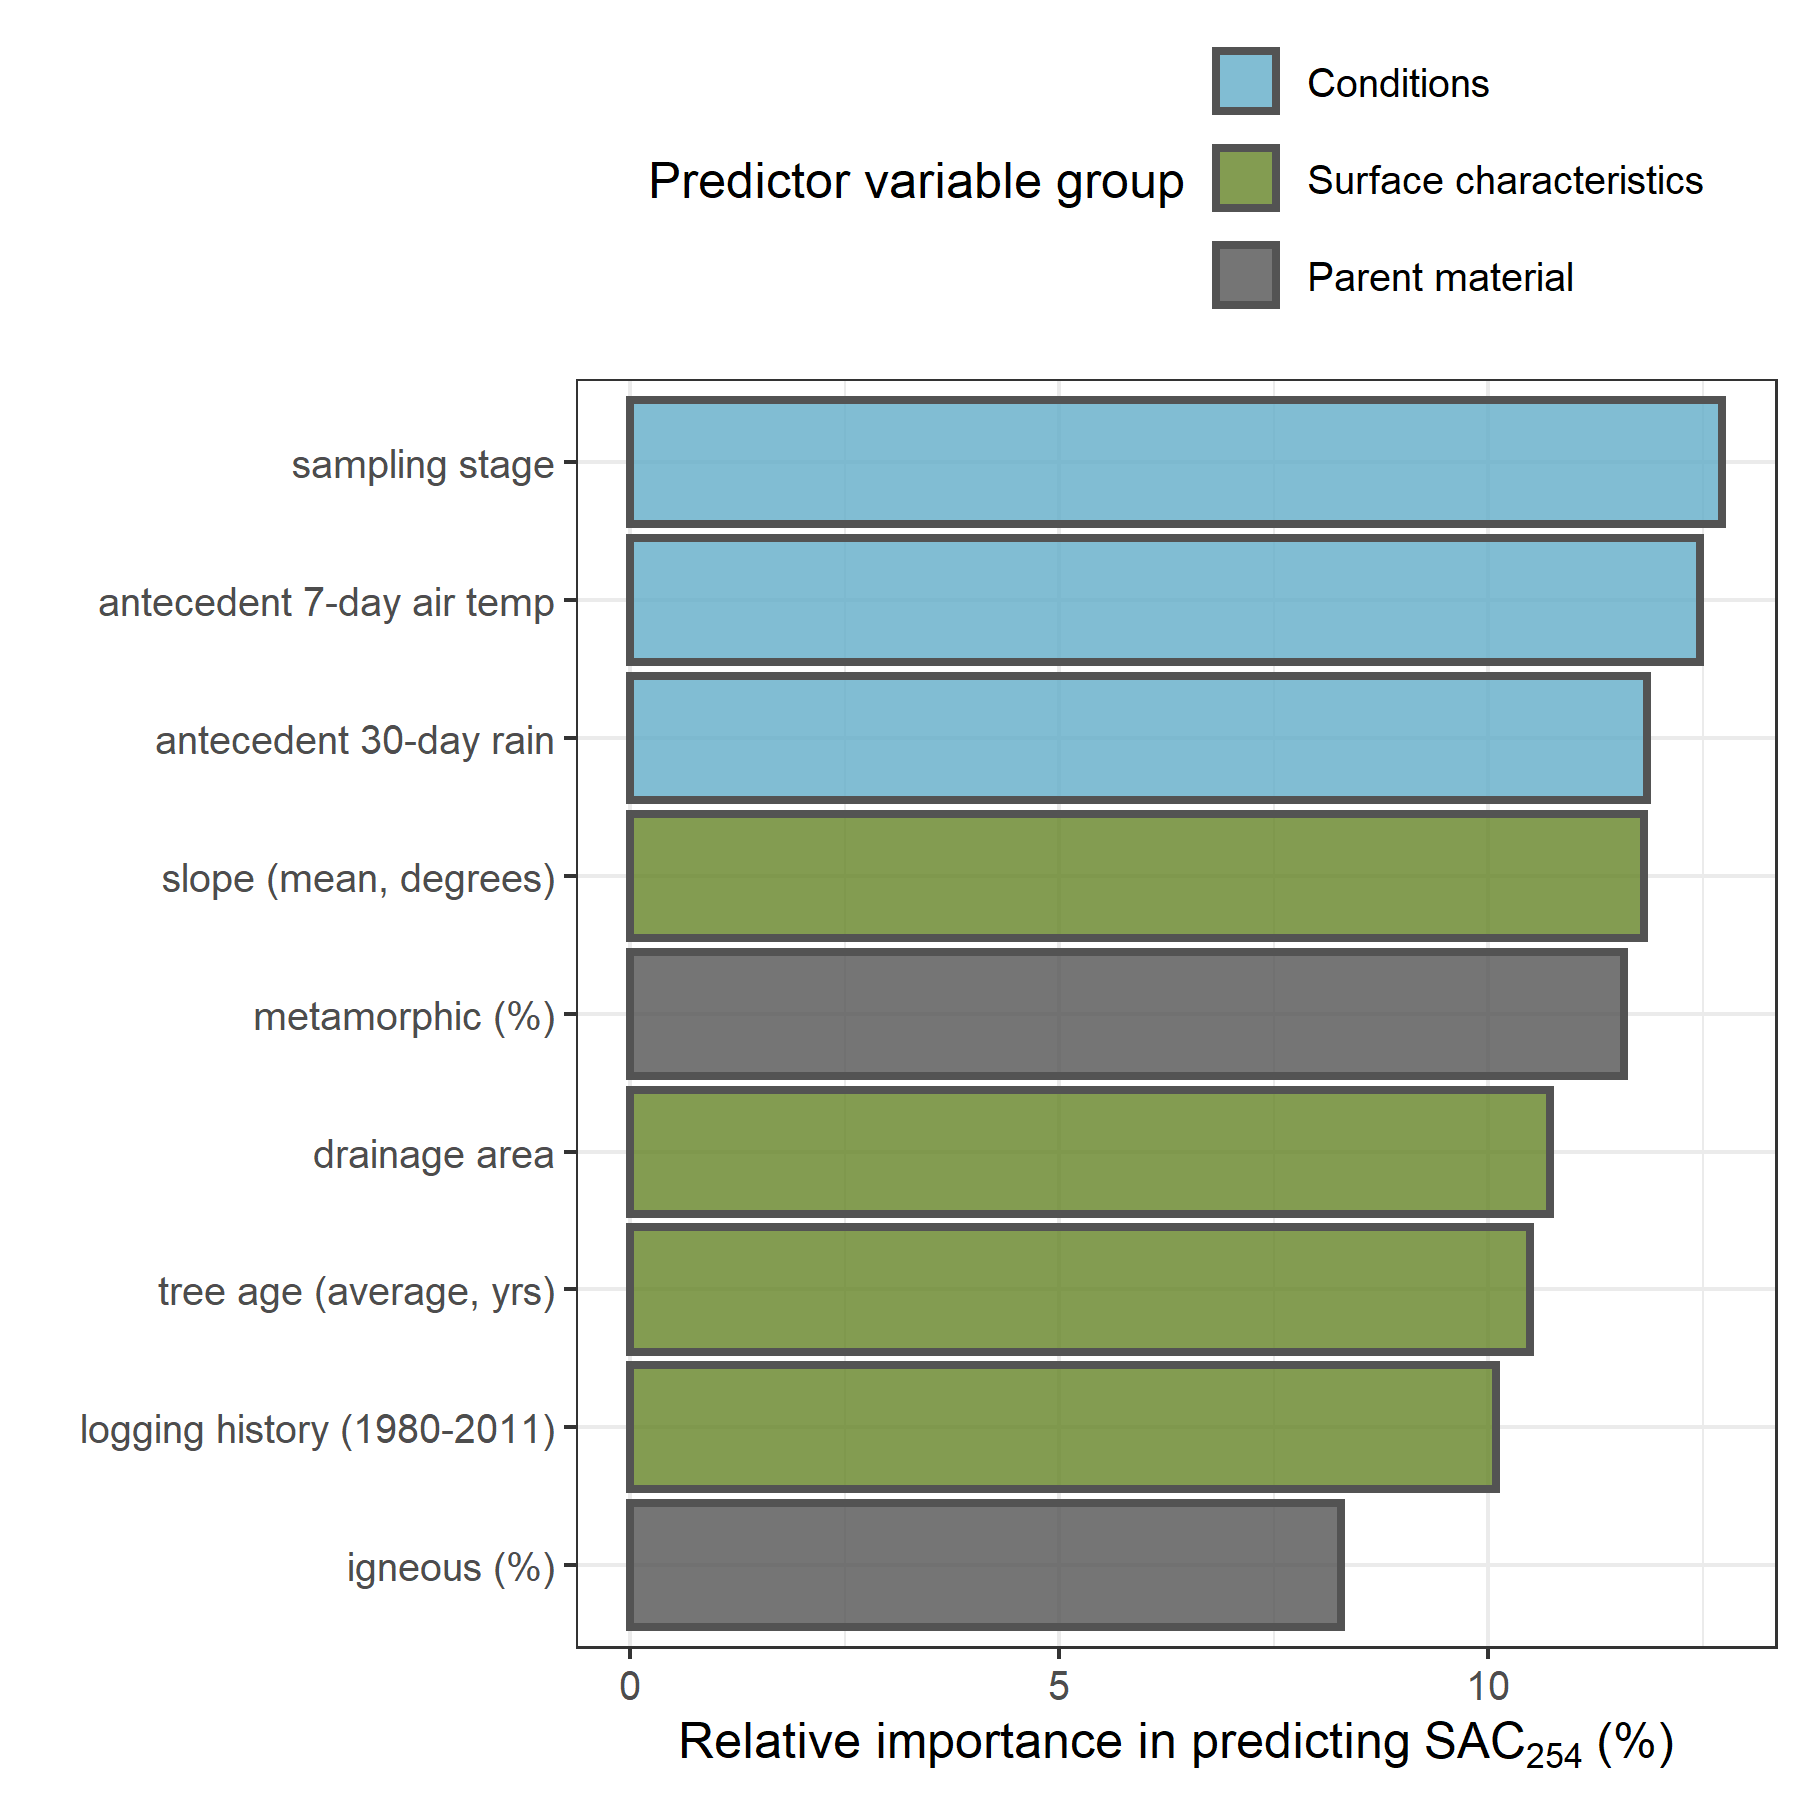 Conditions
Predictor variable group
Surface characteristics
Parent material
sampling stage
antecedent 7-day air temp
antecedent 30-day rain
slope (mean, degrees)
metamorphic (%)
drainage area
tree age (average, yrs)
logging history (1980-2011)
igneous (%)
0 5 10
Relative importance in predicting SAC₂₅₄ (%)